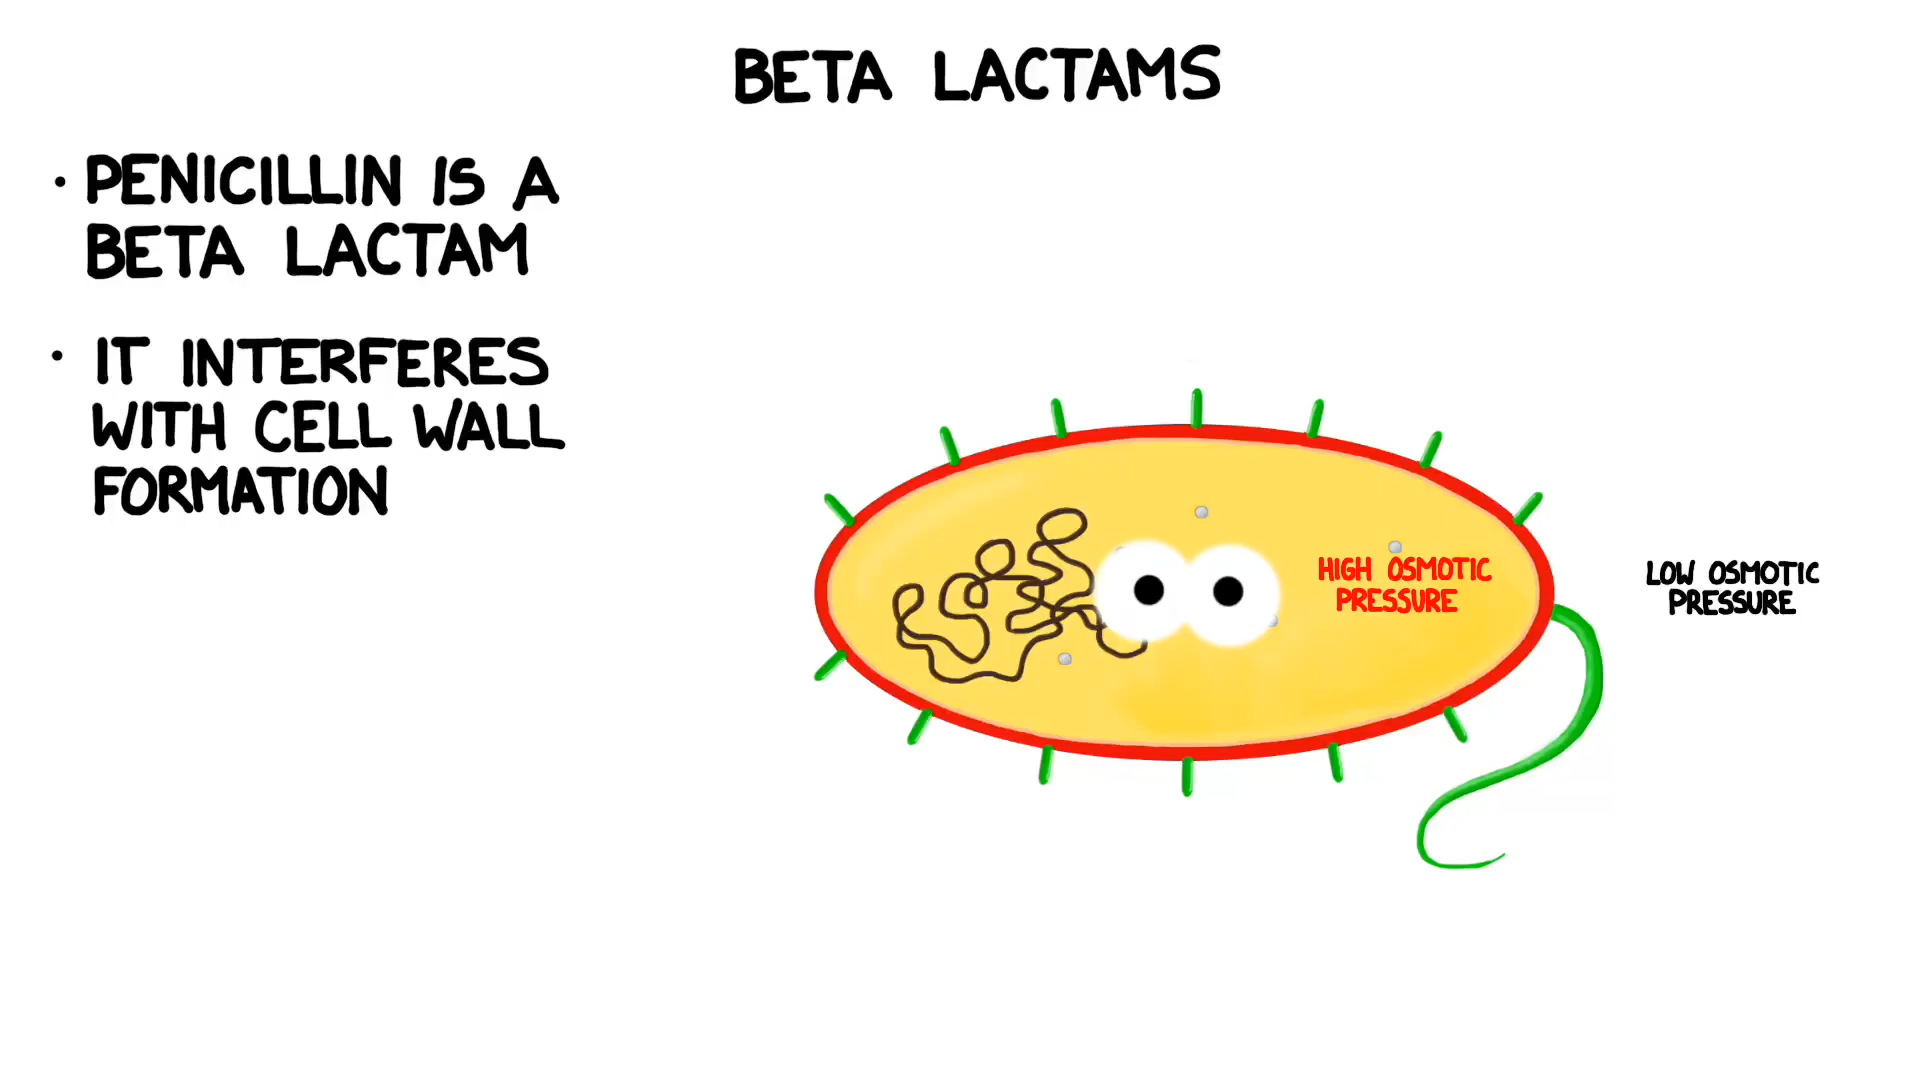 BETA LACTAMS
· PENICILLIN IS A
BETA LACTAM
· IT INTERFERES
WITH CELL WALL
FORMATION
HIGH OSMOTIC
PRESSURE
LOW OSMOTIC
PRESSURE